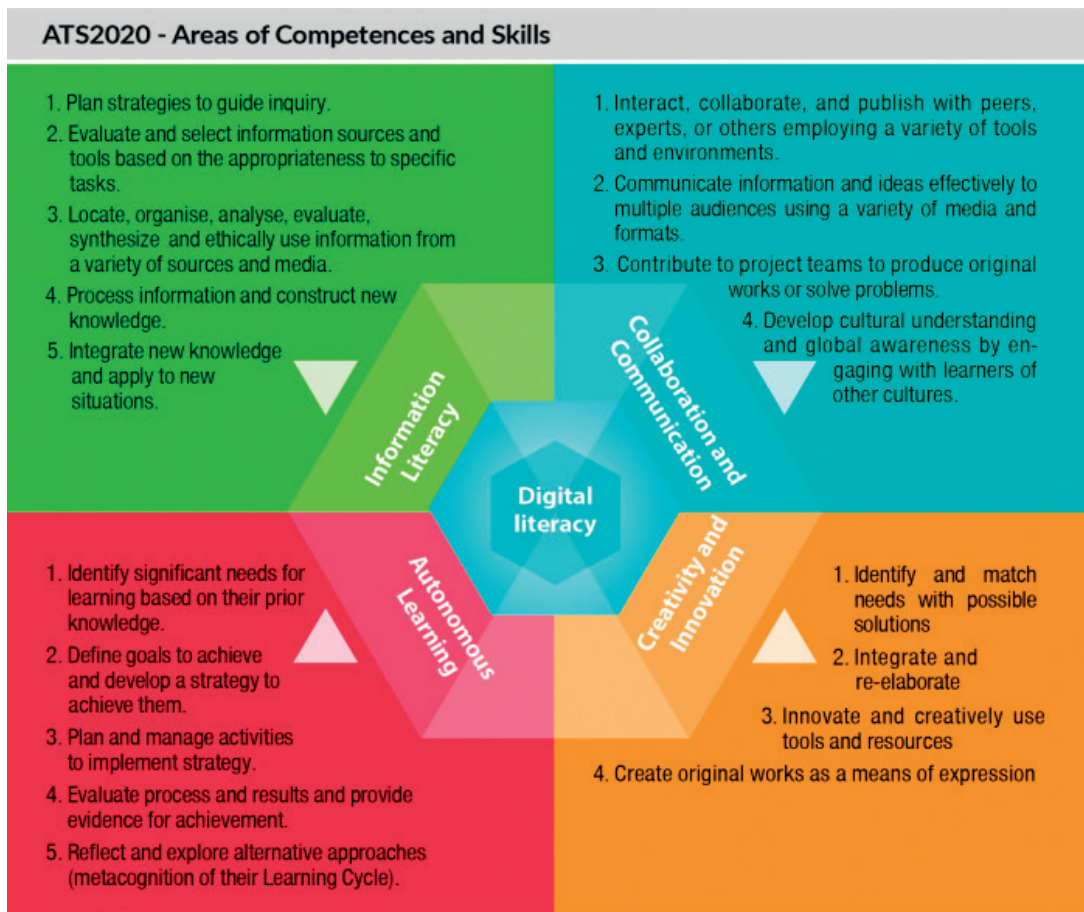 ATS2020 - Areas of Competences and Skills
1. Plan strategies to guide inquiry.
2. Evaluate and select information sources and
tools based on the appropriateness to specific
tasks.
3. Locate, organise, analyse, evaluate,
synthesize and ethically use information from
a variety of sources and media.
4. Process information and construct new
knowledge.
5. Integrate new knowledge
and apply to new
situations.
1. Interact, collaborate, and publish with peers,
experts, or others employing a variety of tools
and environments.
2. Communicate information and ideas effectively to
multiple audiences using a variety of media and
formats.
3. Contribute to project teams to produce original
works or solve problems.
4. Develop cultural understanding
and global awareness by en-
gaging with learners of
other cultures.
Information
Literacy
Collaboration and
Communication
Digital
literacy
Autonomous
Learning
Creativity and
Innovation
1. Identify significant needs for
learning based on their prior
knowledge.
2. Define goals to achieve
and develop a strategy to
achieve them.
3. Plan and manage activities
to implement strategy.
4. Evaluate process and results and provide
evidence for achievement.
5. Reflect and explore alternative approaches
(metacognition of their Learning Cycle).
1. Identify and match
needs with possible
solutions
2. Integrate and
re-elaborate
3. Innovate and creatively use
tools and resources
4. Create original works as a means of expression